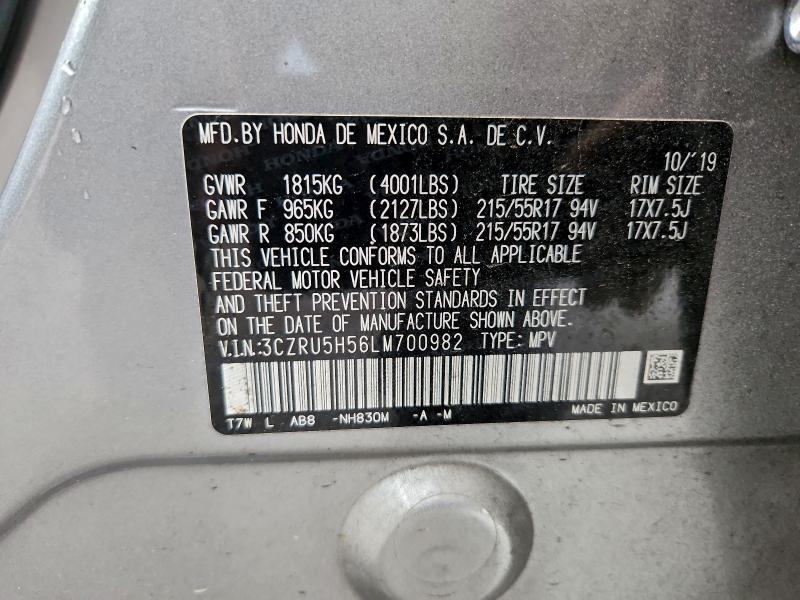 MFD.BY HONDA DE MEXICO S.A. DE C.V.
10/'19
GVWR 1815KG (4001LBS) TIRE SIZE RIM SIZE
GAWR F 965KG (2127LBS) 215/55R17 94V 17X7.5J
GAWR R 850KG (1873LBS) 215/55R17 94V 17X7.5J
THIS VEHICLE CONFORMS TO ALL APPLICABLE
FEDERAL MOTOR VEHICLE SAFETY
AND THEFT PREVENTION STANDARDS IN EFFECT
ON THE DATE OF MANUFACTURE SHOWN ABOVE.
V.I.N:3CZRU5H56LM700982 TYPE: MPV
T7W L AB8 -NH830M -A -M MADE IN MEXICO